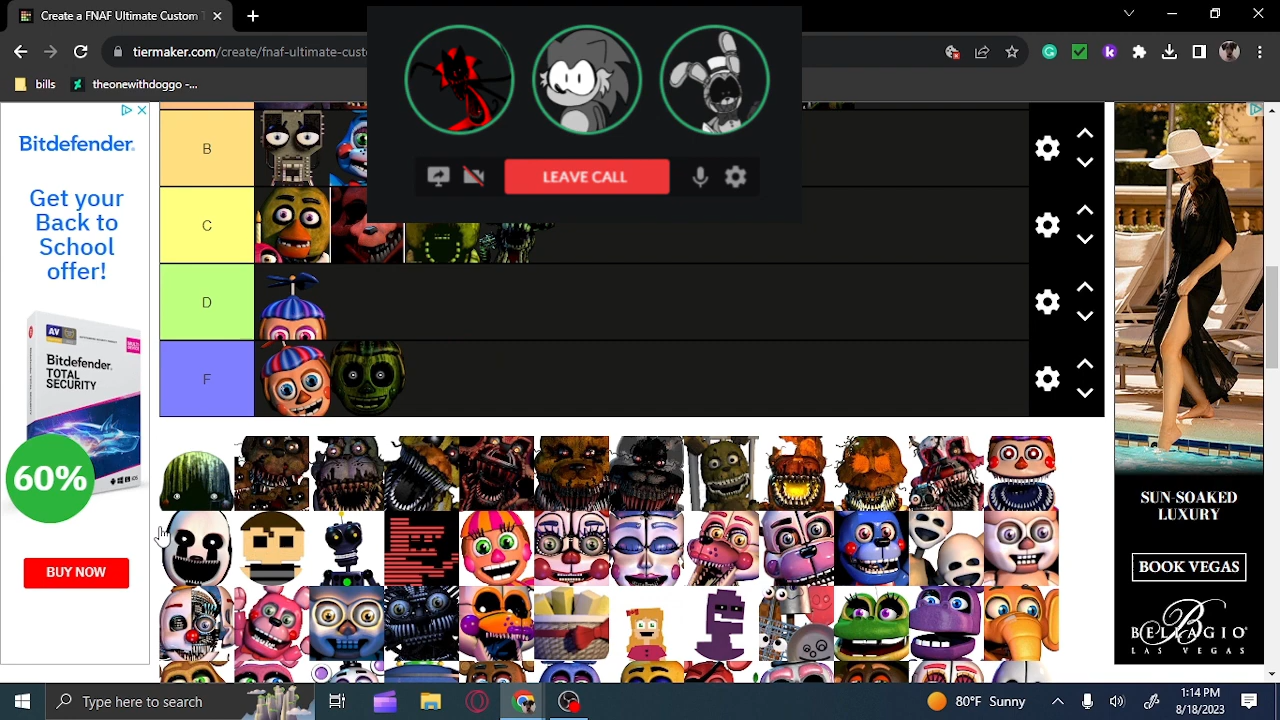 Create a FNAF Ultimate Custom
tiermaker.com/create/fnaf-ultimate-cust
bills
theonewithdoggo -...
LEAVE CALL
B
C
D
F
Bitdefender
Get your
Back to
School
offer!
AV
Bitdefender
TOTAL
SECURITY
60%
BUY NOW
SUN-SOAKED
LUXURY
BOOK VEGAS
B
BELLAGIO
LAS VEGAS
Type here to search
80°F Sunny
1:14 PM
8/18/2023